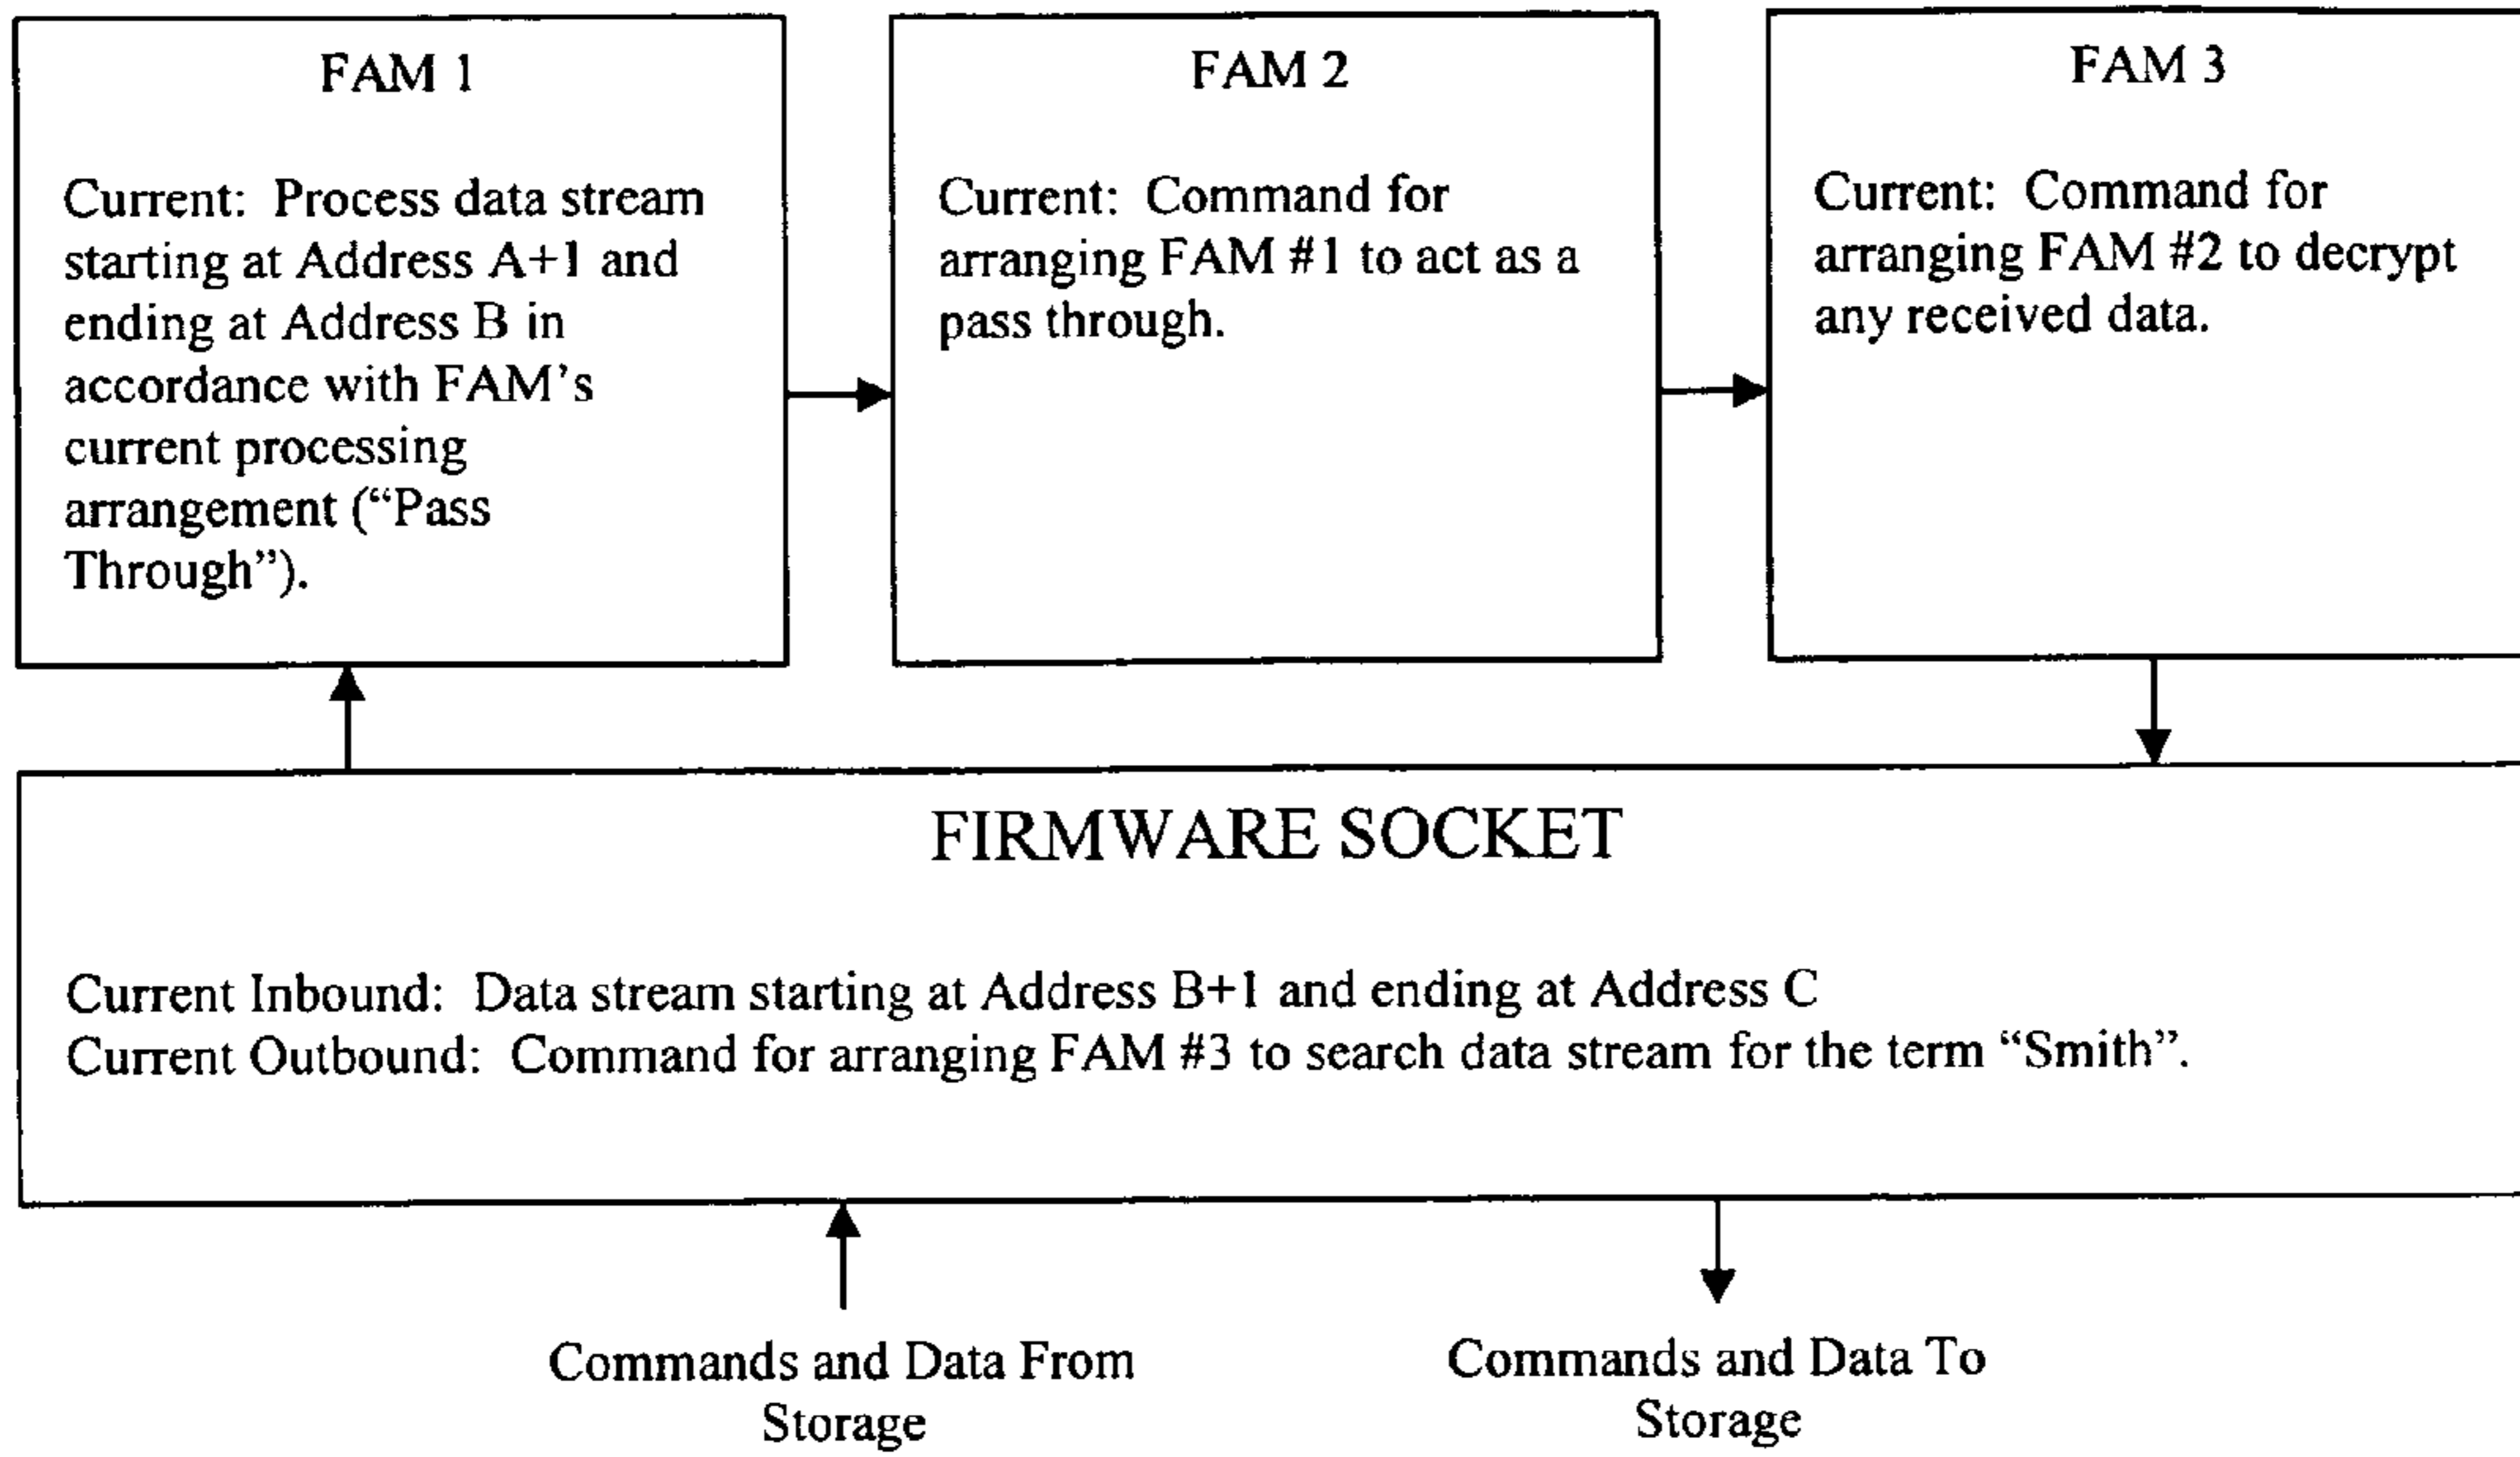 FAM 1
Current: Process data stream
starting at Address A+1 and
ending at Address B in
accordance with FAM's
current processing
arrangement ("Pass
Through").
FAM 2
Current: Command for
arranging FAM #1 to act as a
pass through.
FAM 3
Current: Command for
arranging FAM #2 to decrypt
any received data.
FIRMWARE SOCKET
Current Inbound: Data stream starting at Address B+1 and ending at Address C
Current Outbound: Command for arranging FAM #3 to search data stream for the term "Smith".
Commands and Data From
Storage
Commands and Data To
Storage